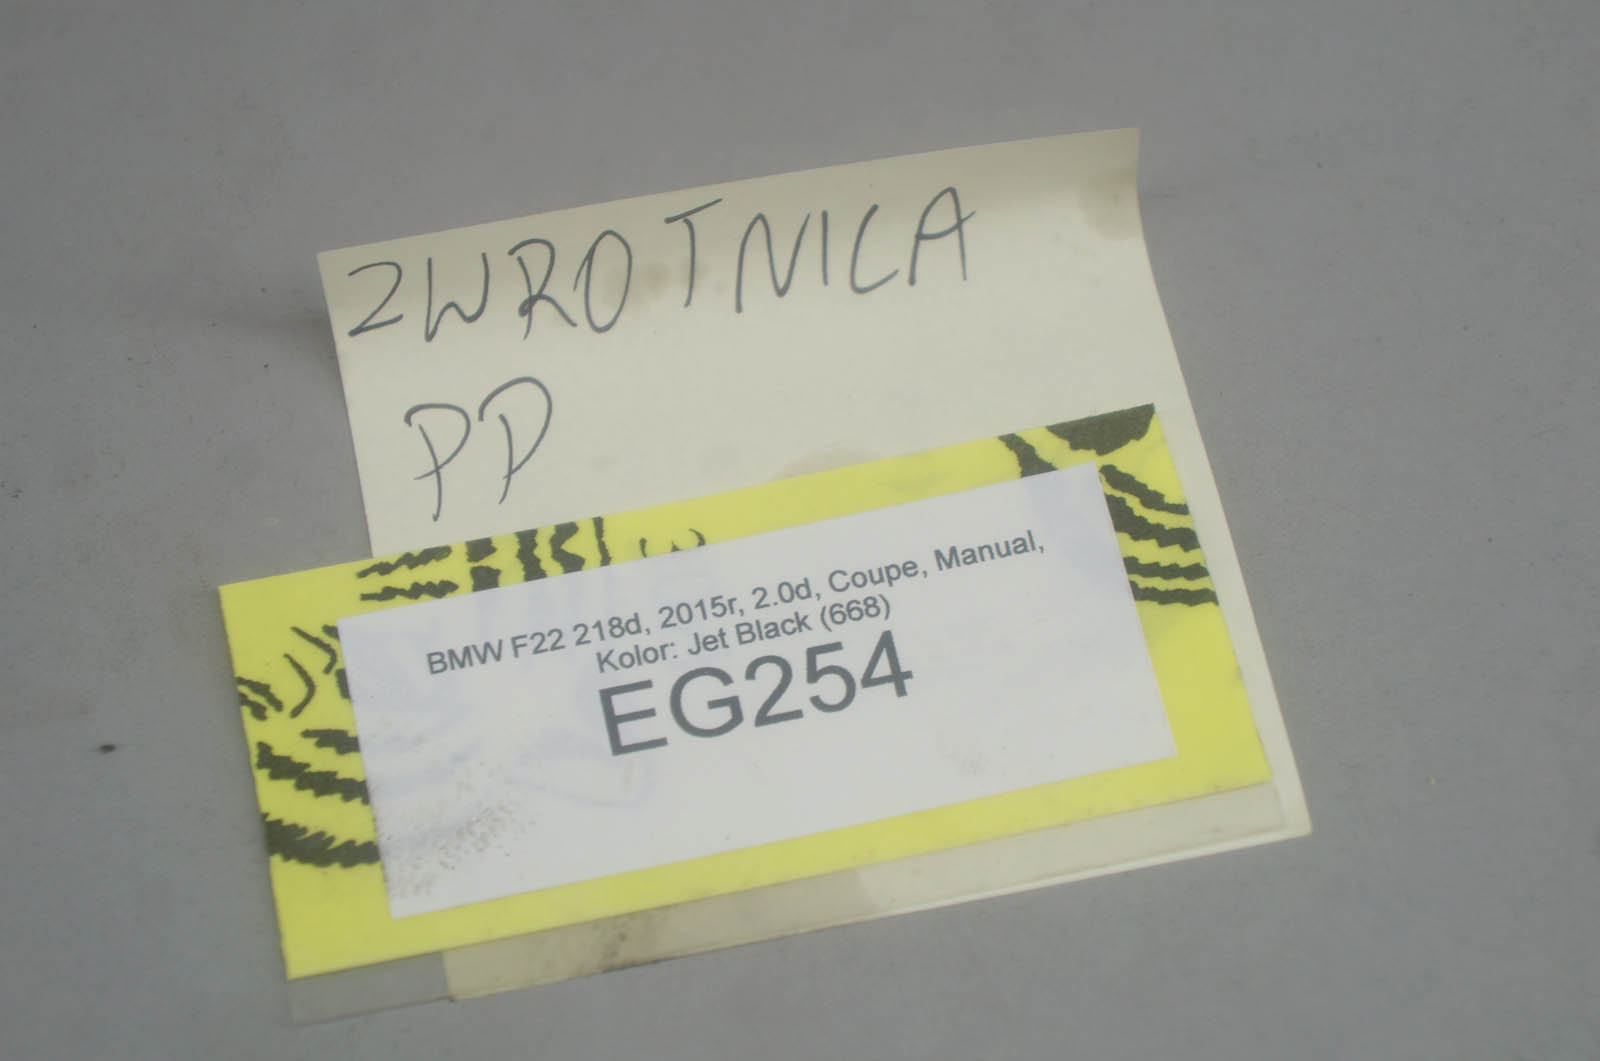 ZWROTNICA
PP
BMW F22 218d, 2015r, 2.0d, Coupe, Manual,
Kolor: Jet Black (668)
EG254